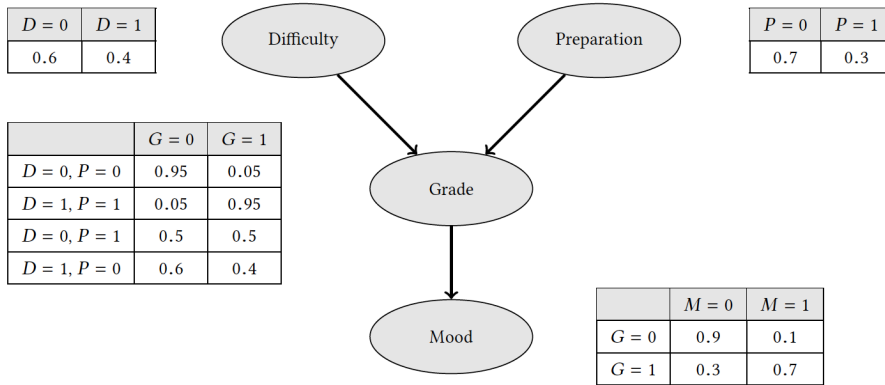 D = 0 D = 1
0.6 0.4
Difficulty
Preparation
P = 0 P = 1
0.7 0.3
G = 0 G = 1
D = 0, P = 0 0.95 0.05
D = 1, P = 1 0.05 0.95
D = 0, P = 1 0.5 0.5
D = 1, P = 0 0.6 0.4
Grade
Mood
M = 0 M = 1
G = 0 0.9 0.1
G = 1 0.3 0.7